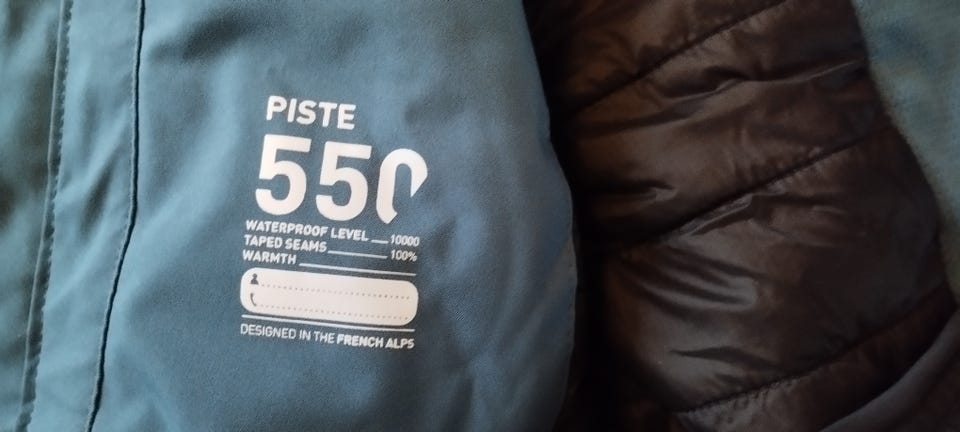 PISTE
550
WATERPROOF LEVEL 10000
TAPED SEAMS 100%
WARMTH
DESIGNED IN THE FRENCH ALPS